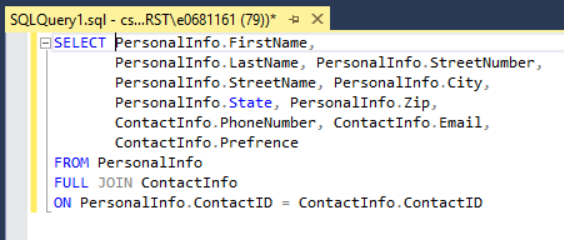 SQLQuery1.sql - cs...RST\e0681161 (79))*
SELECT PersonalInfo.FirstName,
PersonalInfo.LastName, PersonalInfo.StreetNumber,
PersonalInfo.StreetName, PersonalInfo.City,
PersonalInfo.State, PersonalInfo.Zip,
ContactInfo.PhoneNumber, ContactInfo.Email,
ContactInfo.Prefrence
FROM PersonalInfo
FULL JOIN ContactInfo
ON PersonalInfo.ContactID = ContactInfo.ContactID